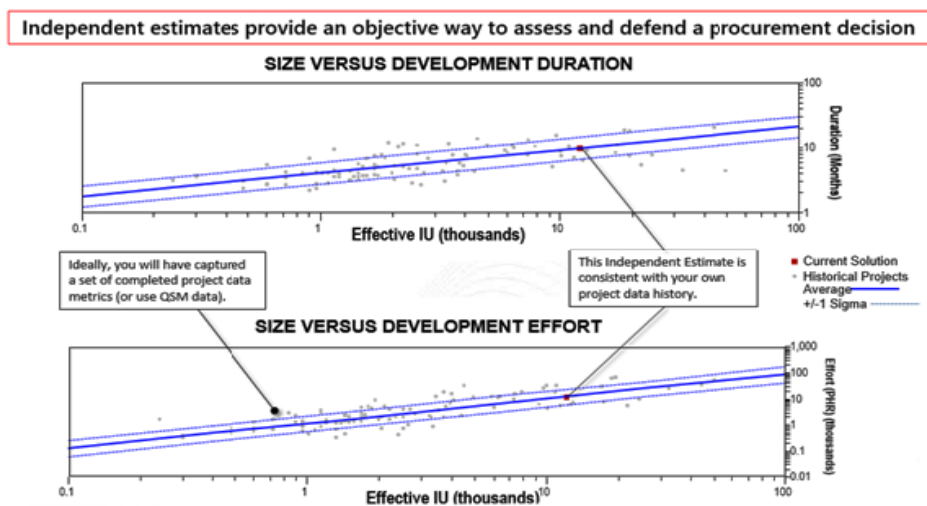 Independent estimates provide an objective way to assess and defend a procurement decision
SIZE VERSUS DEVELOPMENT DURATION
100
10
1
Duration (Months)
0.1
1
10
100
Effective IU (thousands)
Ideally, you will have captured
a set of completed project data
metrics (or use QSM data).
This Independent Estimate is
consistent with your own
project data history.
Current Solution
Historical Projects
Average
+/-1 Sigma
SIZE VERSUS DEVELOPMENT EFFORT
1,000
100
10
1
0.1
0.01
Effort (PHR) (thousands)
0.1
1
10
100
Effective IU (thousands)